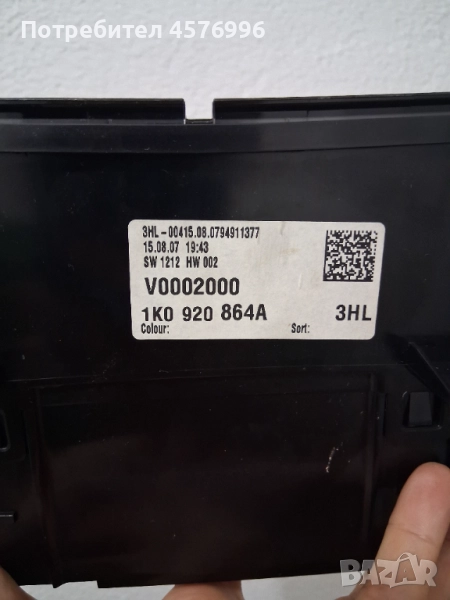 Потребител 4576996
3HL-00415.08.0794911377
15.08.07 19:43
SW 1212 HW 002
V0002000
1K0 920 864A 3HL
Colour: Sort:
BAZAR